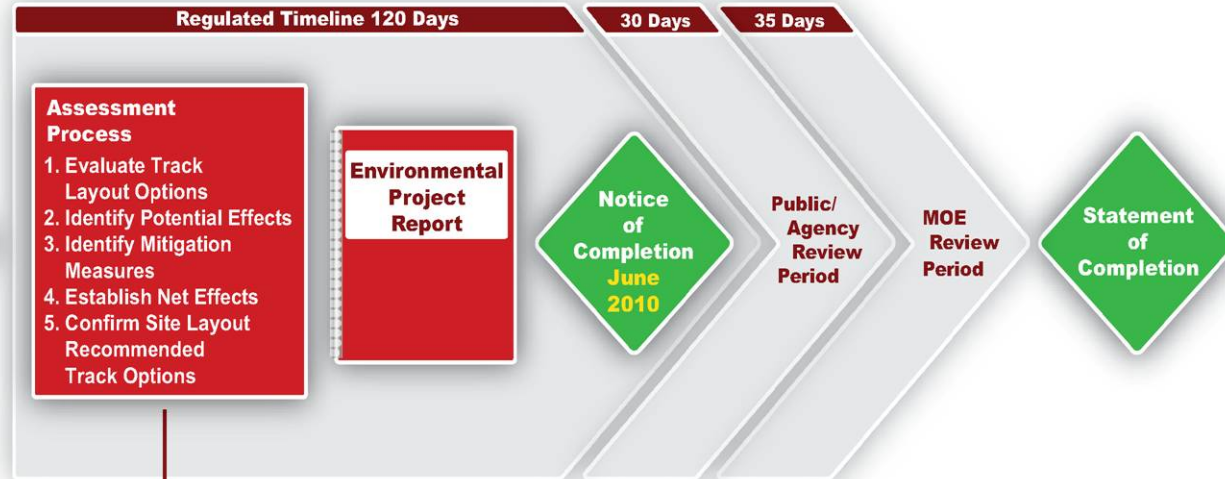 Regulated Timeline 120 Days
30 Days
35 Days
Assessment
Process
1. Evaluate Track
Layout Options
2. Identify Potential Effects
3. Identify Mitigation
Measures
4. Establish Net Effects
5. Confirm Site Layout
Recommended
Track Options
Environmental
Project
Report
Notice
of
Completion
June
2010
Public/
Agency
Review
Period
MOE
Review
Period
Statement
of
Completion